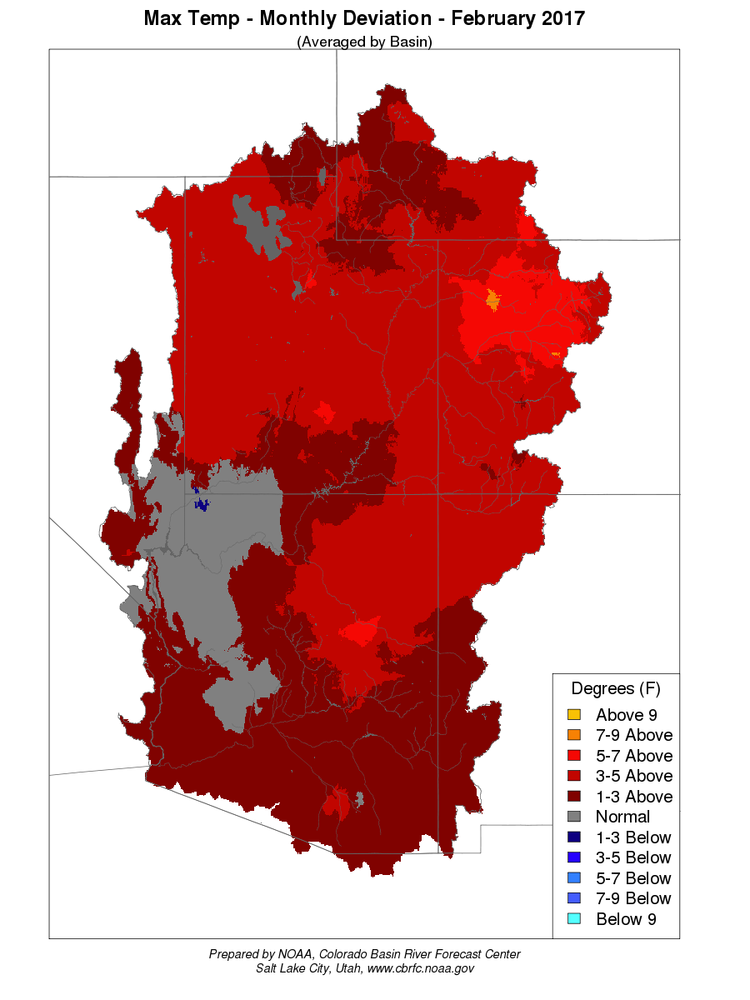 Max Temp - Monthly Deviation - February 2017
(Averaged by Basin)
Degrees (F)
Above 9
7-9 Above
5-7 Above
3-5 Above
1-3 Above
Normal
1-3 Below
3-5 Below
5-7 Below
7-9 Below
Below 9
Prepared by NOAA, Colorado Basin River Forecast Center
Salt Lake City, Utah, www.cbrfc.noaa.gov